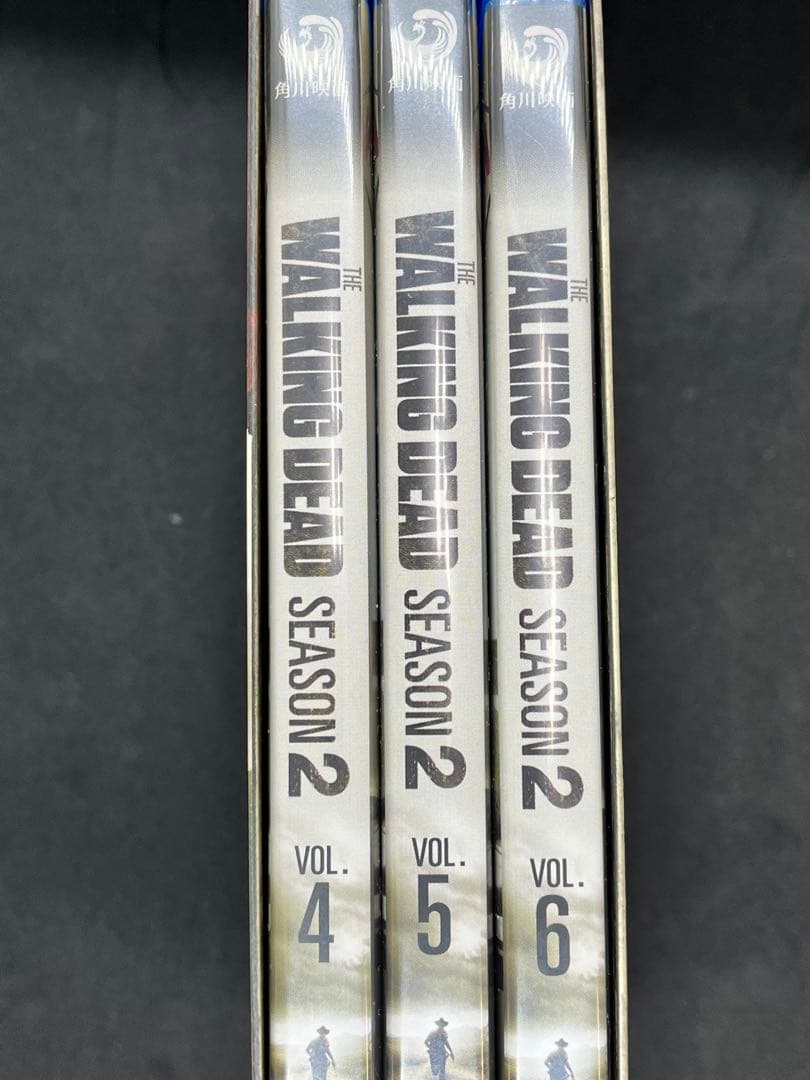 角川映画
THE
WALKING DEAD SEASON 2
VOL.
4
角川映画
THE
WALKING DEAD SEASON 2
VOL.
5
角川映画
THE
WALKING DEAD SEASON 2
VOL.
6